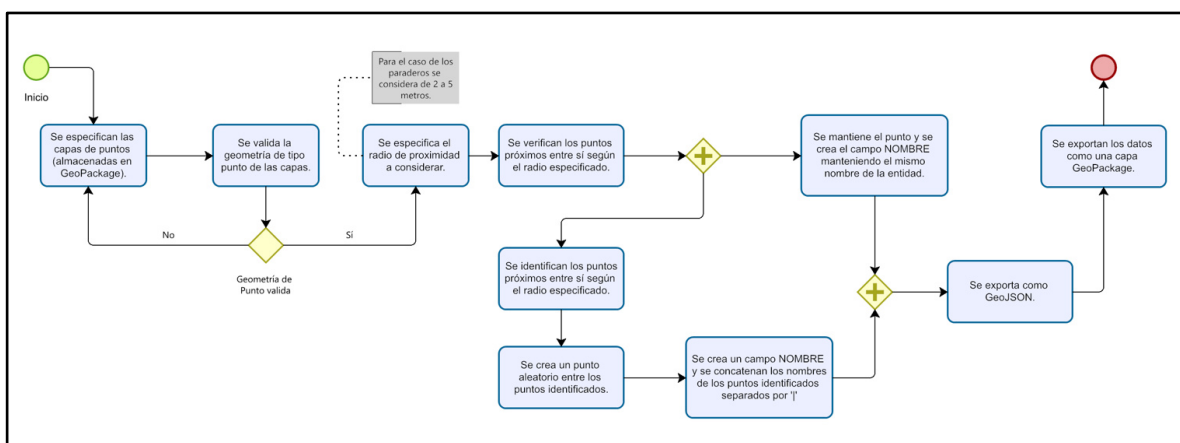 Inicio
Se especifican las
capas de puntos
(almacenadas en
GeoPackage).
Se valida la
geometría de tipo
punto de las capas.
No
Sí
Geometría de
Punto valida
Para el caso de los
paraderos se
considera de 2 a 5
metros.
Se especifica el
radio de proximidad
a considerar.
Se verifican los puntos
próximos entre sí según
el radio especificado.
Se mantiene el punto y se
crea el campo NOMBRE
manteniendo el mismo
nombre de la entidad.
Se identifican los puntos
próximos entre sí según
el radio especificado.
Se crea un punto
aleatorio entre los
puntos identificados.
Se crea un campo NOMBRE
y se concatenan los nombres
de los puntos identificados
separados por '|'
Se exporta como
GeoJSON.
Se exportan los datos
como una capa
GeoPackage.